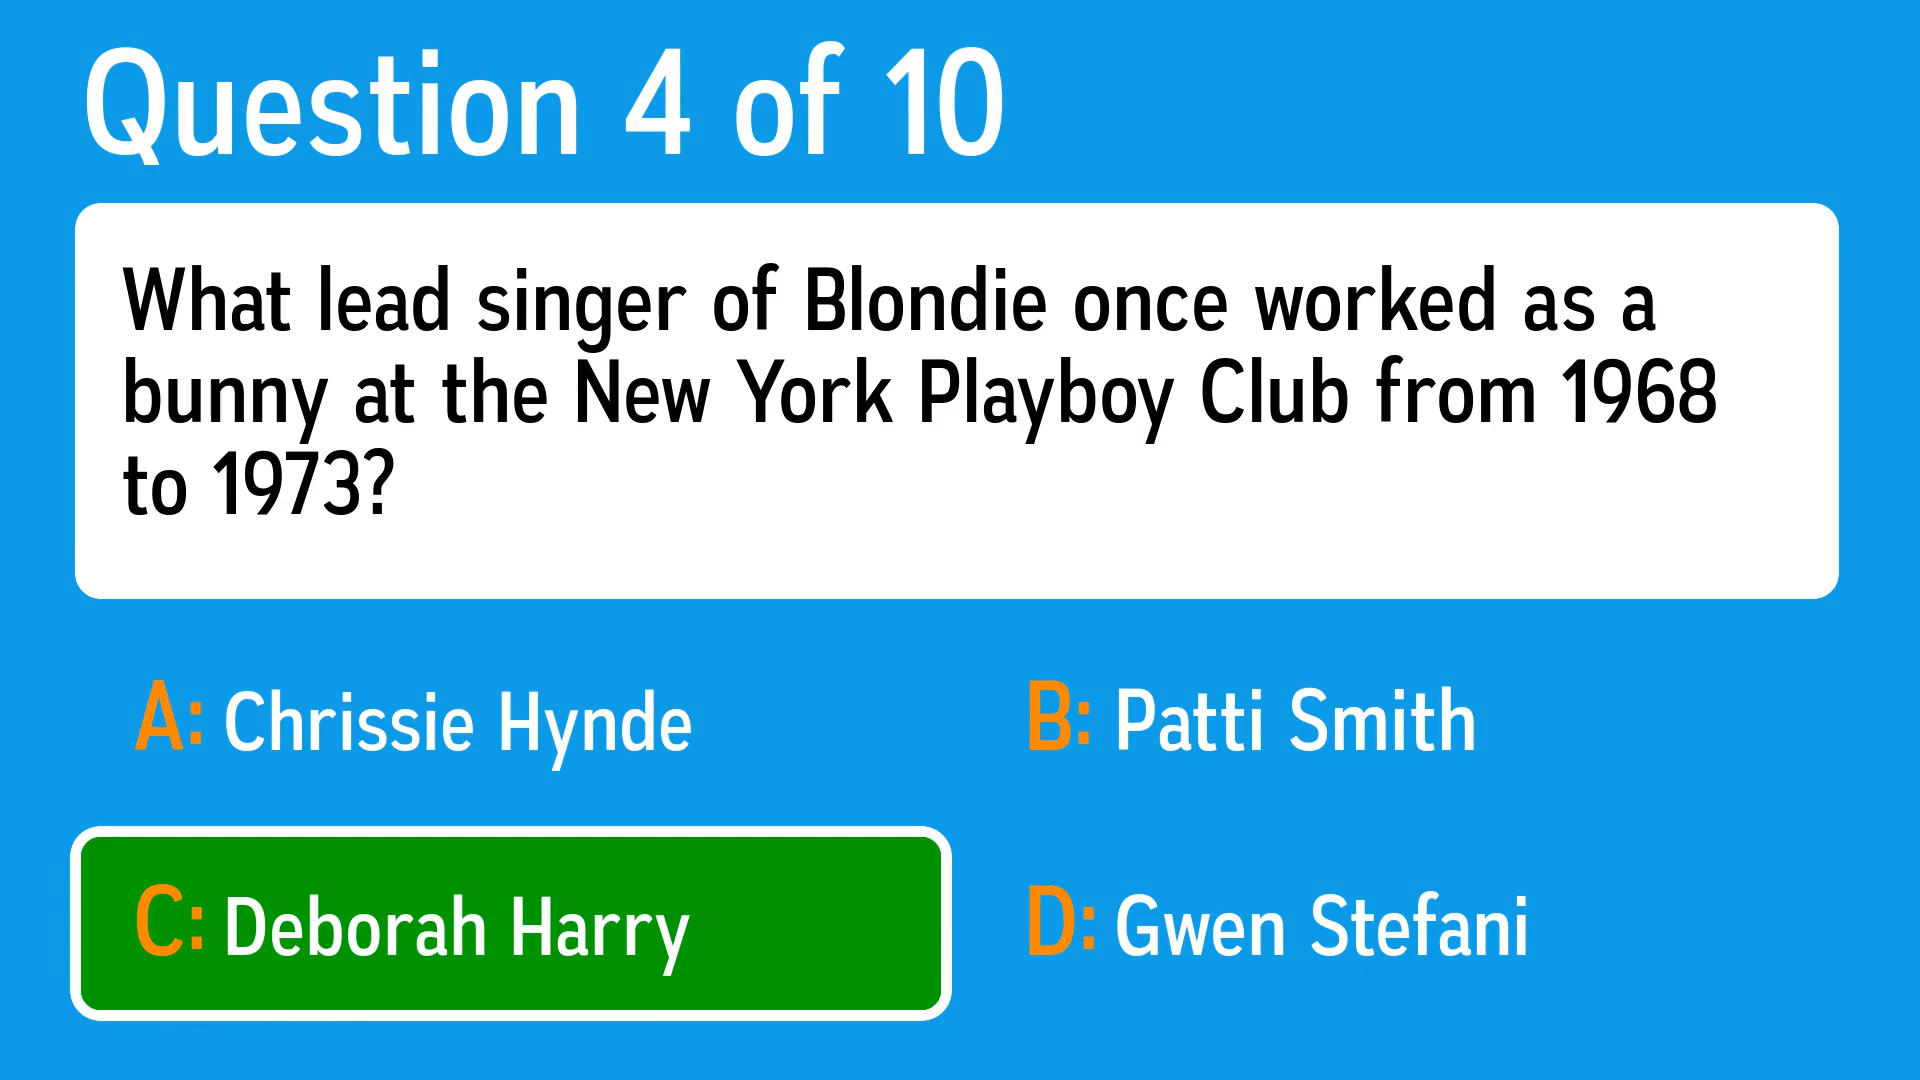 Question 4 of 10
What lead singer of Blondie once worked as a
bunny at the New York Playboy Club from 1968
to 1973?
A: Chrissie Hynde
B: Patti Smith
C: Deborah Harry
D: Gwen Stefani